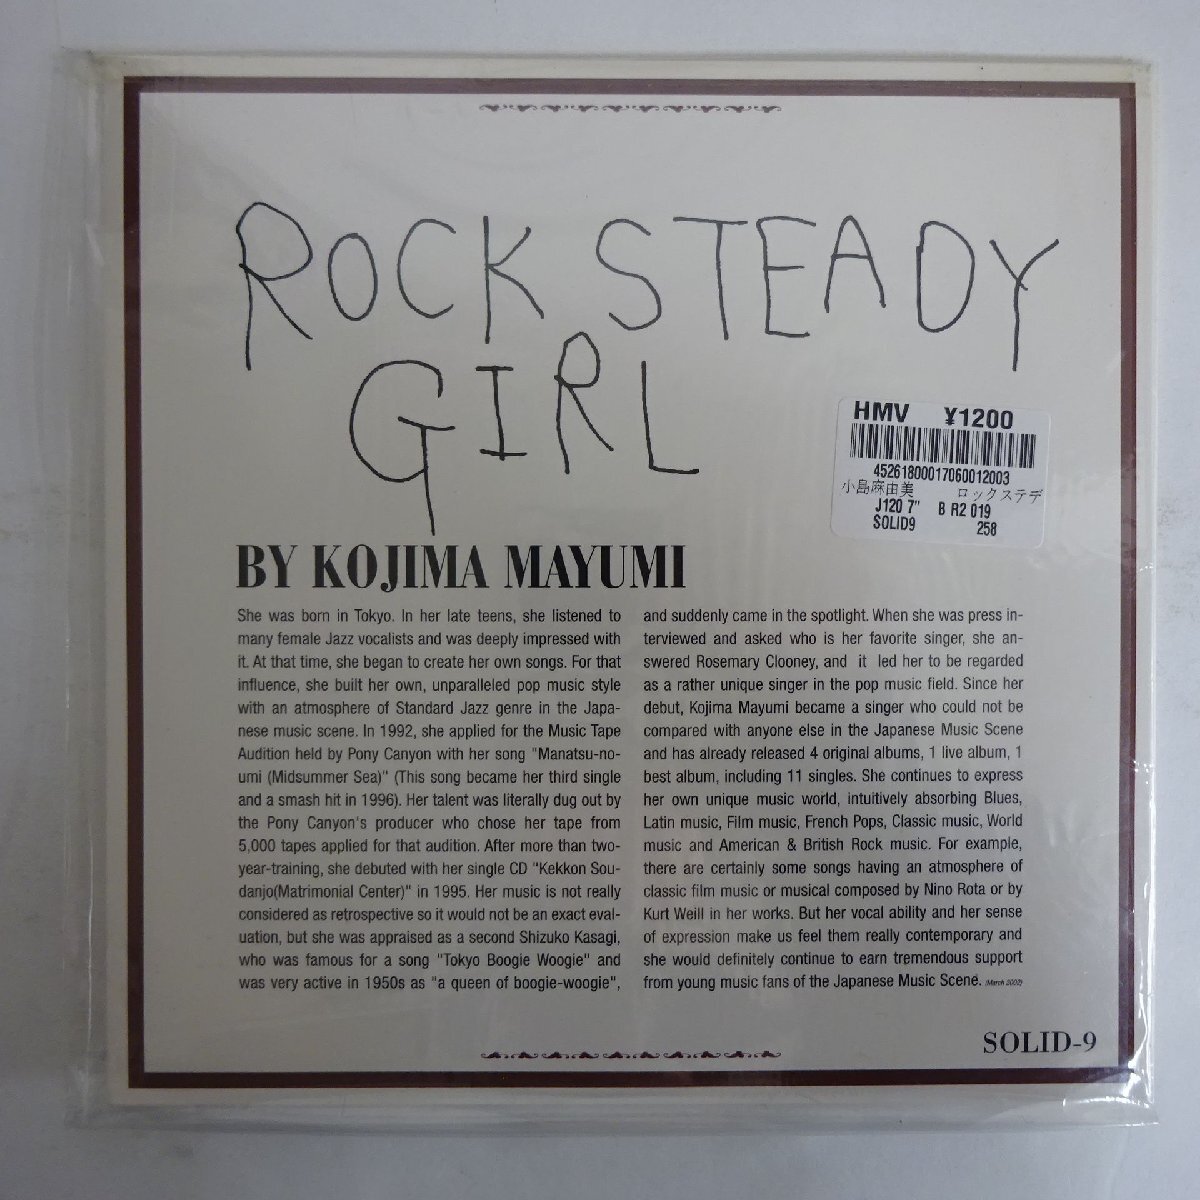 ROCK STEADY
GIRL
HMV ¥1200
45261800017060012003
小島麻由美 ロックステデ
J120 7" B R2 019
SOLID9 258
BY KOJIMA MAYUMI
She was born in Tokyo. In her late teens, she listened to
many female Jazz vocalists and was deeply impressed with
it. At that time, she began to create her own songs. For that
influence, she built her own, unparalleled pop music style
with an atmosphere of Standard Jazz genre in the Japa-
nese music scene. In 1992, she applied for the Music Tape
Audition held by Pony Canyon with her song "Manatsu-no-
umi (Midsummer Sea)" (This song became her third single
and a smash hit in 1996). Her talent was literally dug out by
the Pony Canyon's producer who chose her tape from
5,000 tapes applied for that audition. After more than two-
year-training, she debuted with her single CD "Kekkon Sou-
danjo(Matrimonial Center)" in 1995. Her music is not really
considered as retrospective so it would not be an exact eval-
uation, but she was appraised as a second Shizuko Kasagi,
who was famous for a song "Tokyo Boogie Woogie" and
was very active in 1950s as "a queen of boogie-woogie",
and suddenly came in the spotlight. When she was press in-
terviewed and asked who is her favorite singer, she an-
swered Rosemary Clooney, and it led her to be regarded
as a rather unique singer in the pop music field. Since her
debut, Kojima Mayumi became a singer who could not be
compared with anyone else in the Japanese Music Scene
and has already released 4 original albums, 1 live album, 1
best album, including 11 singles. She continues to express
her own unique music world, intuitively absorbing Blues,
Latin music, Film music, French Pops, Classic music, World
music and American & British Rock music. For example,
there are certainly some songs having an atmosphere of
classic film music or musical composed by Nino Rota or by
Kurt Weill in her works. But her vocal ability and her sense
of expression make us feel them really contemporary and
she would definitely continue to earn tremendous support
from young music fans of the Japanese Music Scene. (March 2002)
SOLID-9